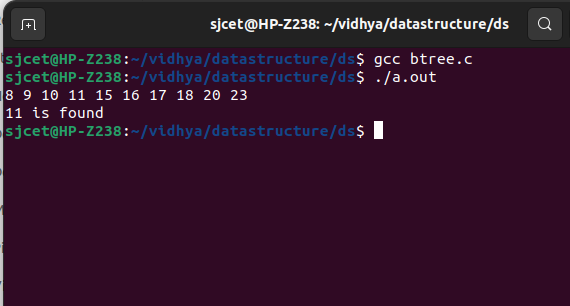 sjcet@HP-Z238: ~/vidhya/datastructure/ds
sjcet@HP-Z238:~/vidhya/datastructure/ds$ gcc btree.c
sjcet@HP-Z238:~/vidhya/datastructure/ds$ ./a.out
8 9 10 11 15 16 17 18 20 23
11 is found
sjcet@HP-Z238:~/vidhya/datastructure/ds$